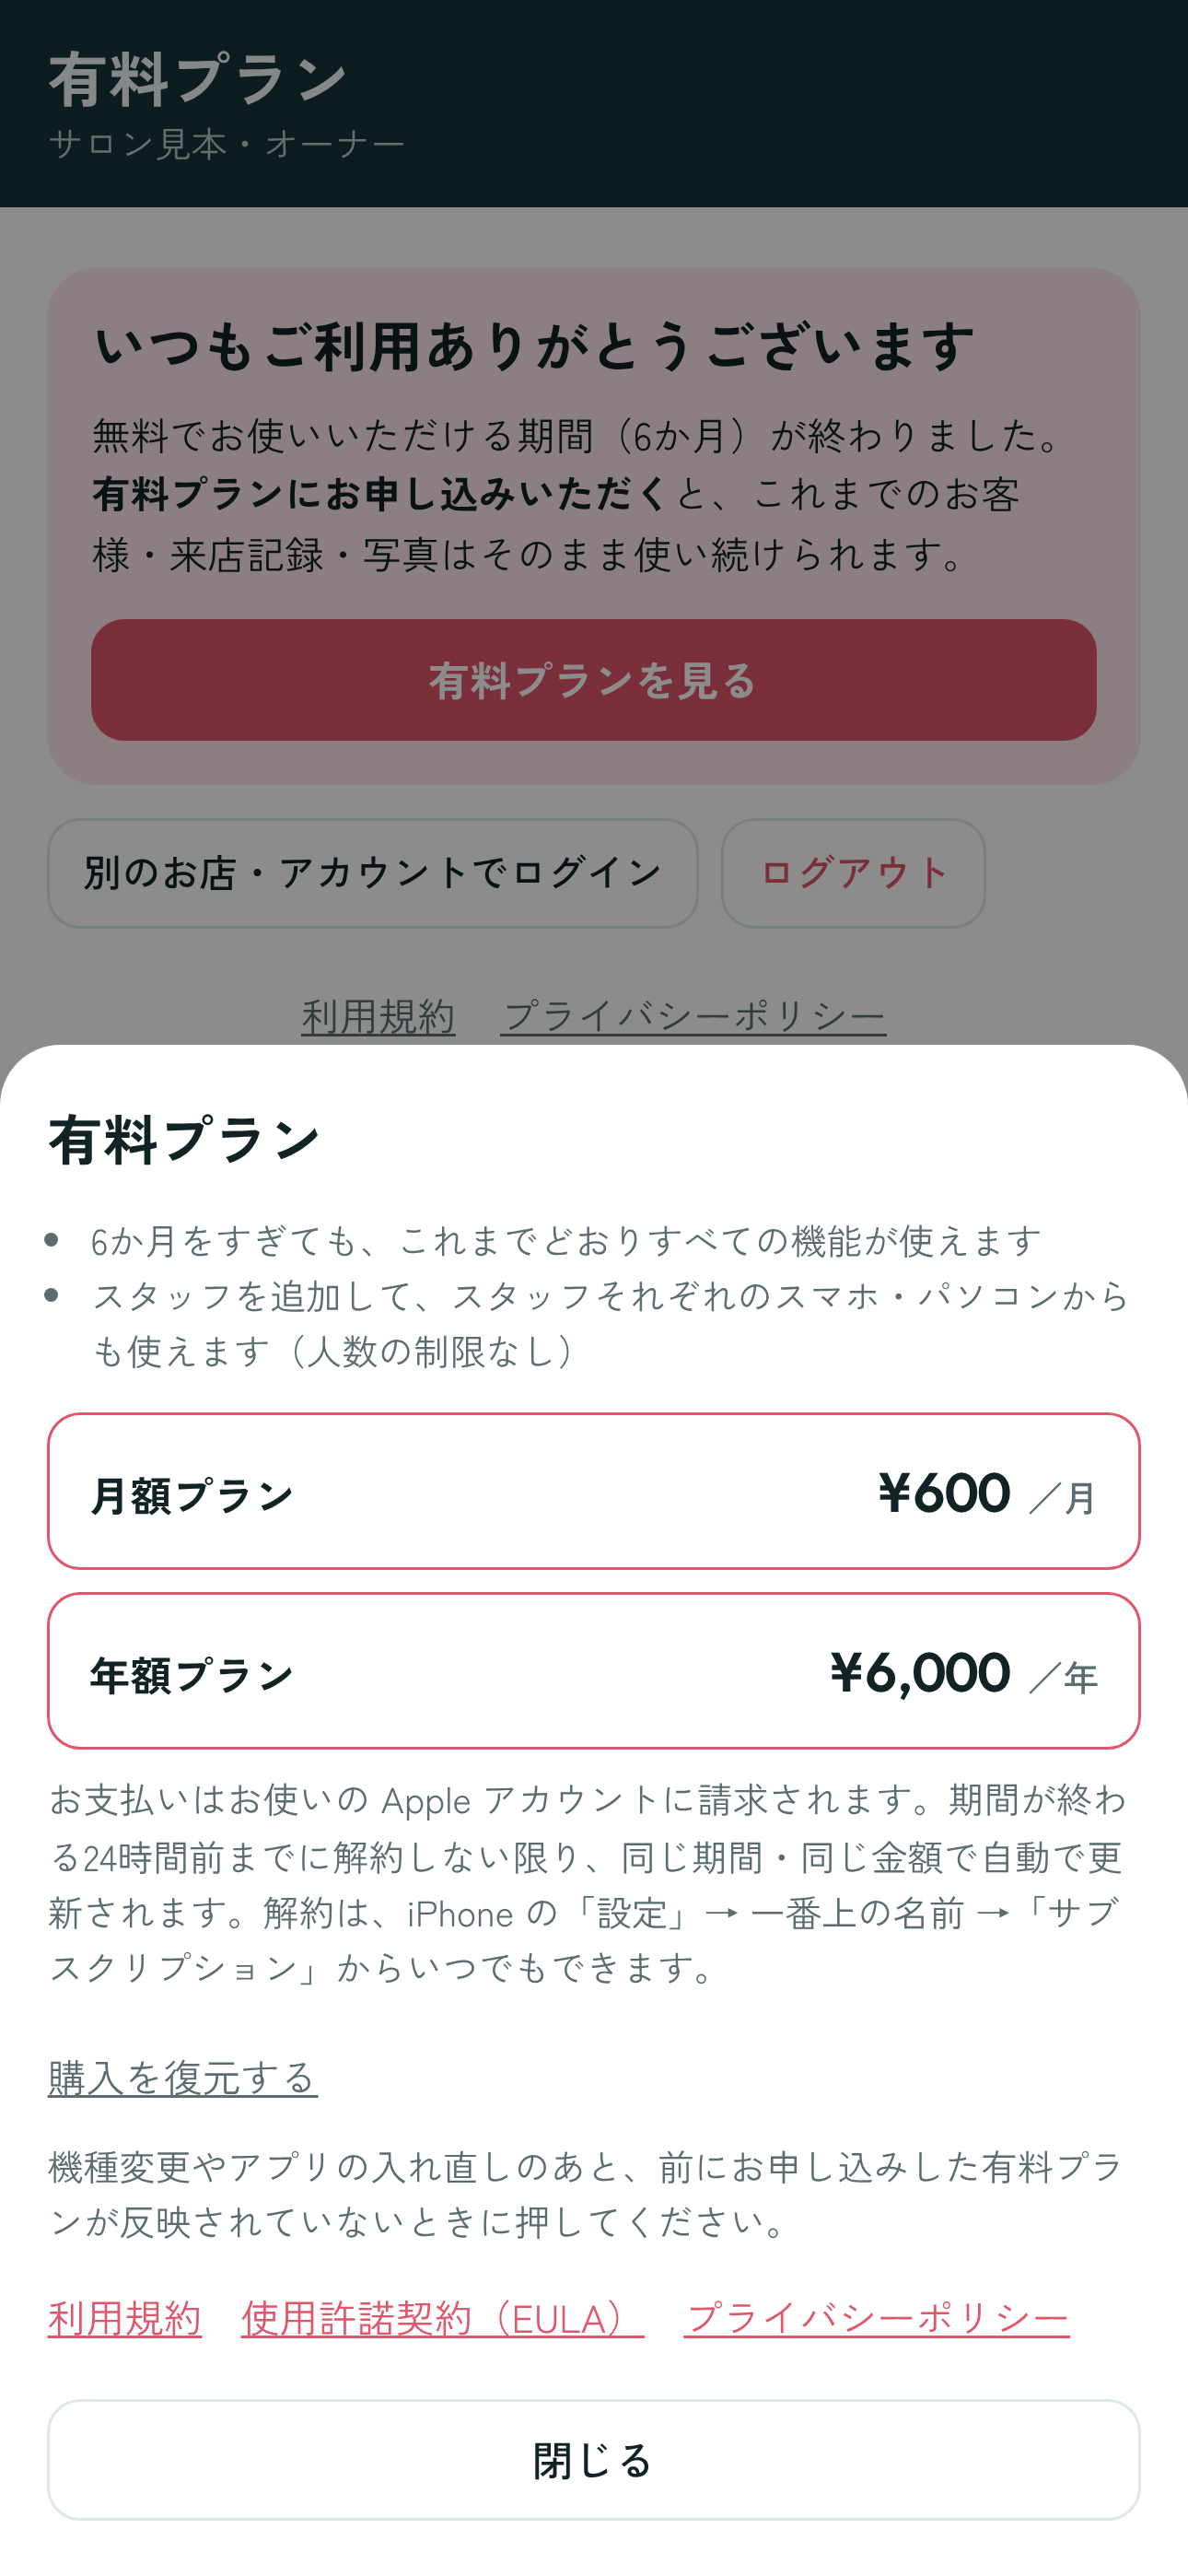 有料プラン
サロン見本・オーナー
いつもご利用ありがとうございます
無料でお使いいただける期間（6か月）が終わりました。
有料プランにお申し込みいただくと、これまでのお客
様・来店記録・写真はそのまま使い続けられます。
有料プランを見る
別のお店・アカウントでログイン ログアウト
利用規約 プライバシーポリシー
有料プラン
• 6か月をすぎても、これまでどおりすべての機能が使えます
• スタッフを追加して、スタッフそれぞれのスマホ・パソコンから
も使えます（人数の制限なし）
月額プラン ¥600 ／月
年額プラン ¥6,000 ／年
お支払いはお使いの Apple アカウントに請求されます。期間が終わ
る24時間前までに解約しない限り、同じ期間・同じ金額で自動で更
新されます。解約は、iPhone の「設定」→ 一番上の名前 →「サブ
スクリプション」からいつでもできます。
購入を復元する
機種変更やアプリの入れ直しのあと、前にお申し込みした有料プラ
ンが反映されていないときに押してください。
利用規約 使用許諾契約（EULA） プライバシーポリシー
閉じる